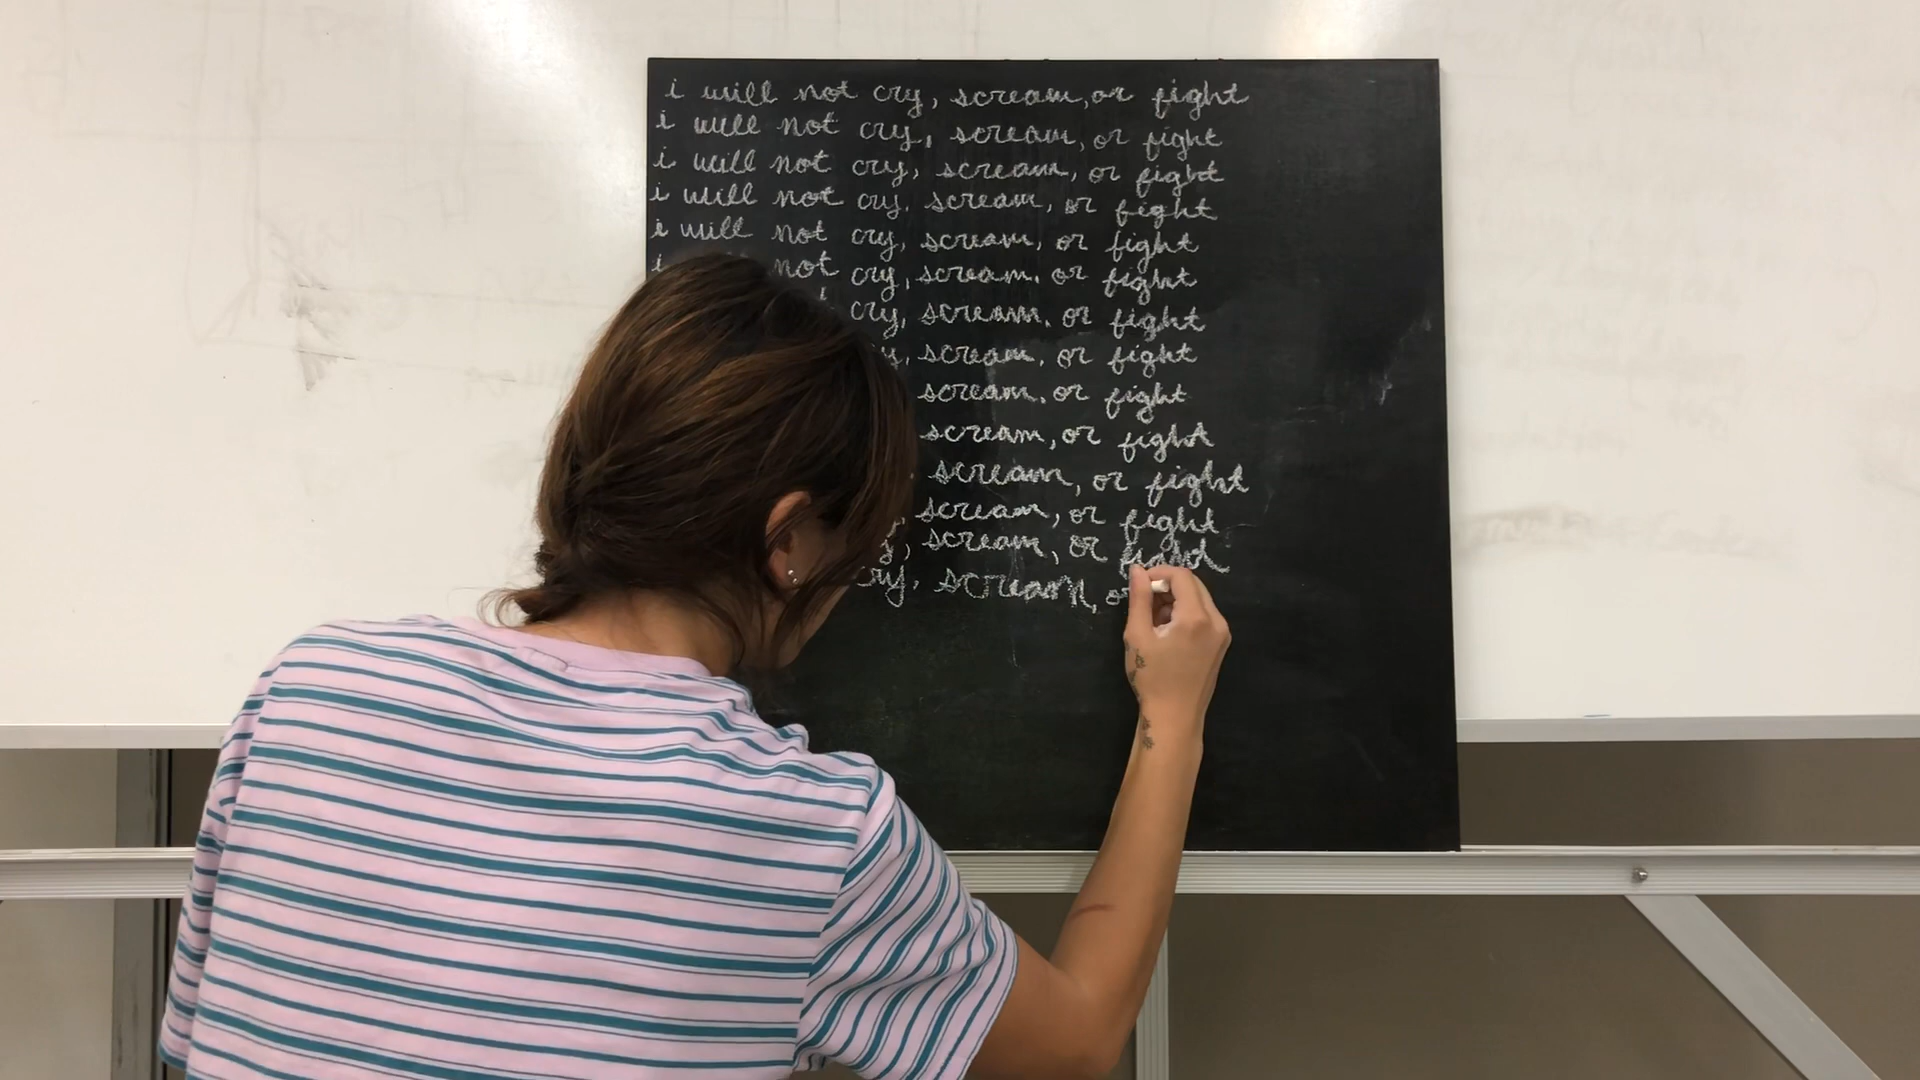 i will not cry, scream, or fight
i will not cry, scream, or fight
i will not cry, scream, or fight
i will not cry, scream, or fight
i will not cry, scream, or fight
i not cry, scream, or fight
cry, scream, or fight
scream, or fight
scream, or fight
scream, or fight
scream, or fight
scream, or fight
scream, or fight
cry, scream, or